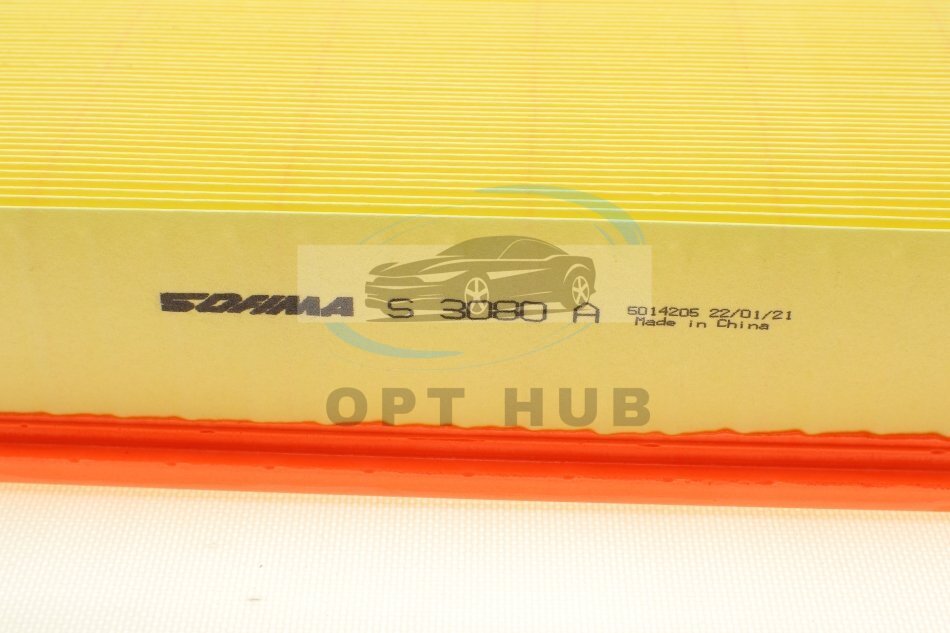 SOFIMA S 3080 A 5014205 22/01/21
Made in China
OPT HUB